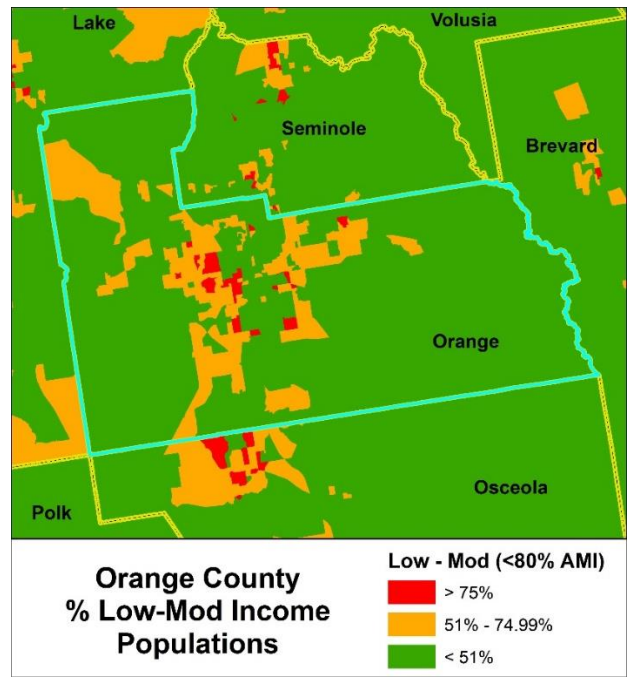 Lake
Volusia
Seminole
Brevard
Orange
Osceola
Polk
Orange County
% Low-Mod Income
Populations
Low - Mod (<80% AMI)
> 75%
51% - 74.99%
< 51%